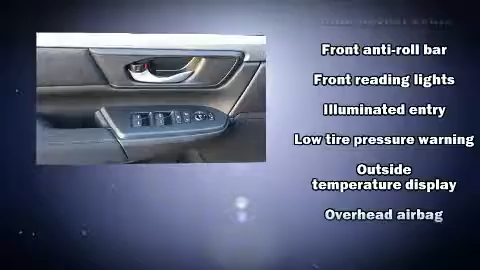 Front anti-roll bar
Front reading lights
Illuminated entry
Low tire pressure warning
Outside
temperature display
Overhead airbag